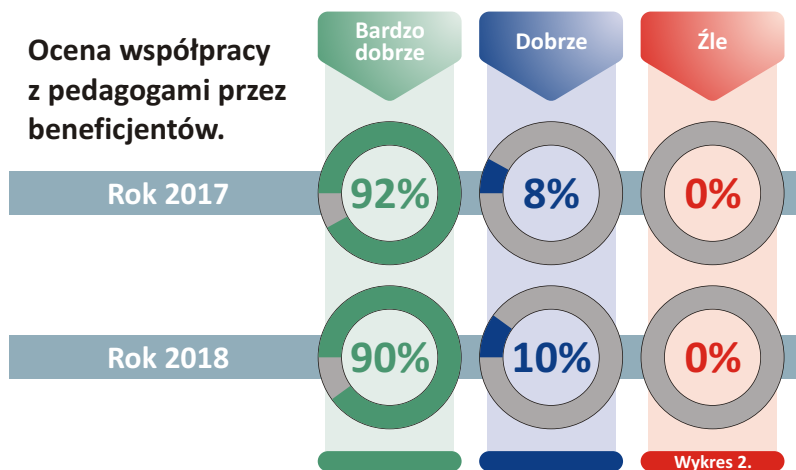 Ocena współpracy
z pedagogami przez
beneficjentów.
Bardzo
dobrze
Dobrze
Źle
Rok 2017
92%
8%
0%
Rok 2018
90%
10%
0%
Wykres 2.